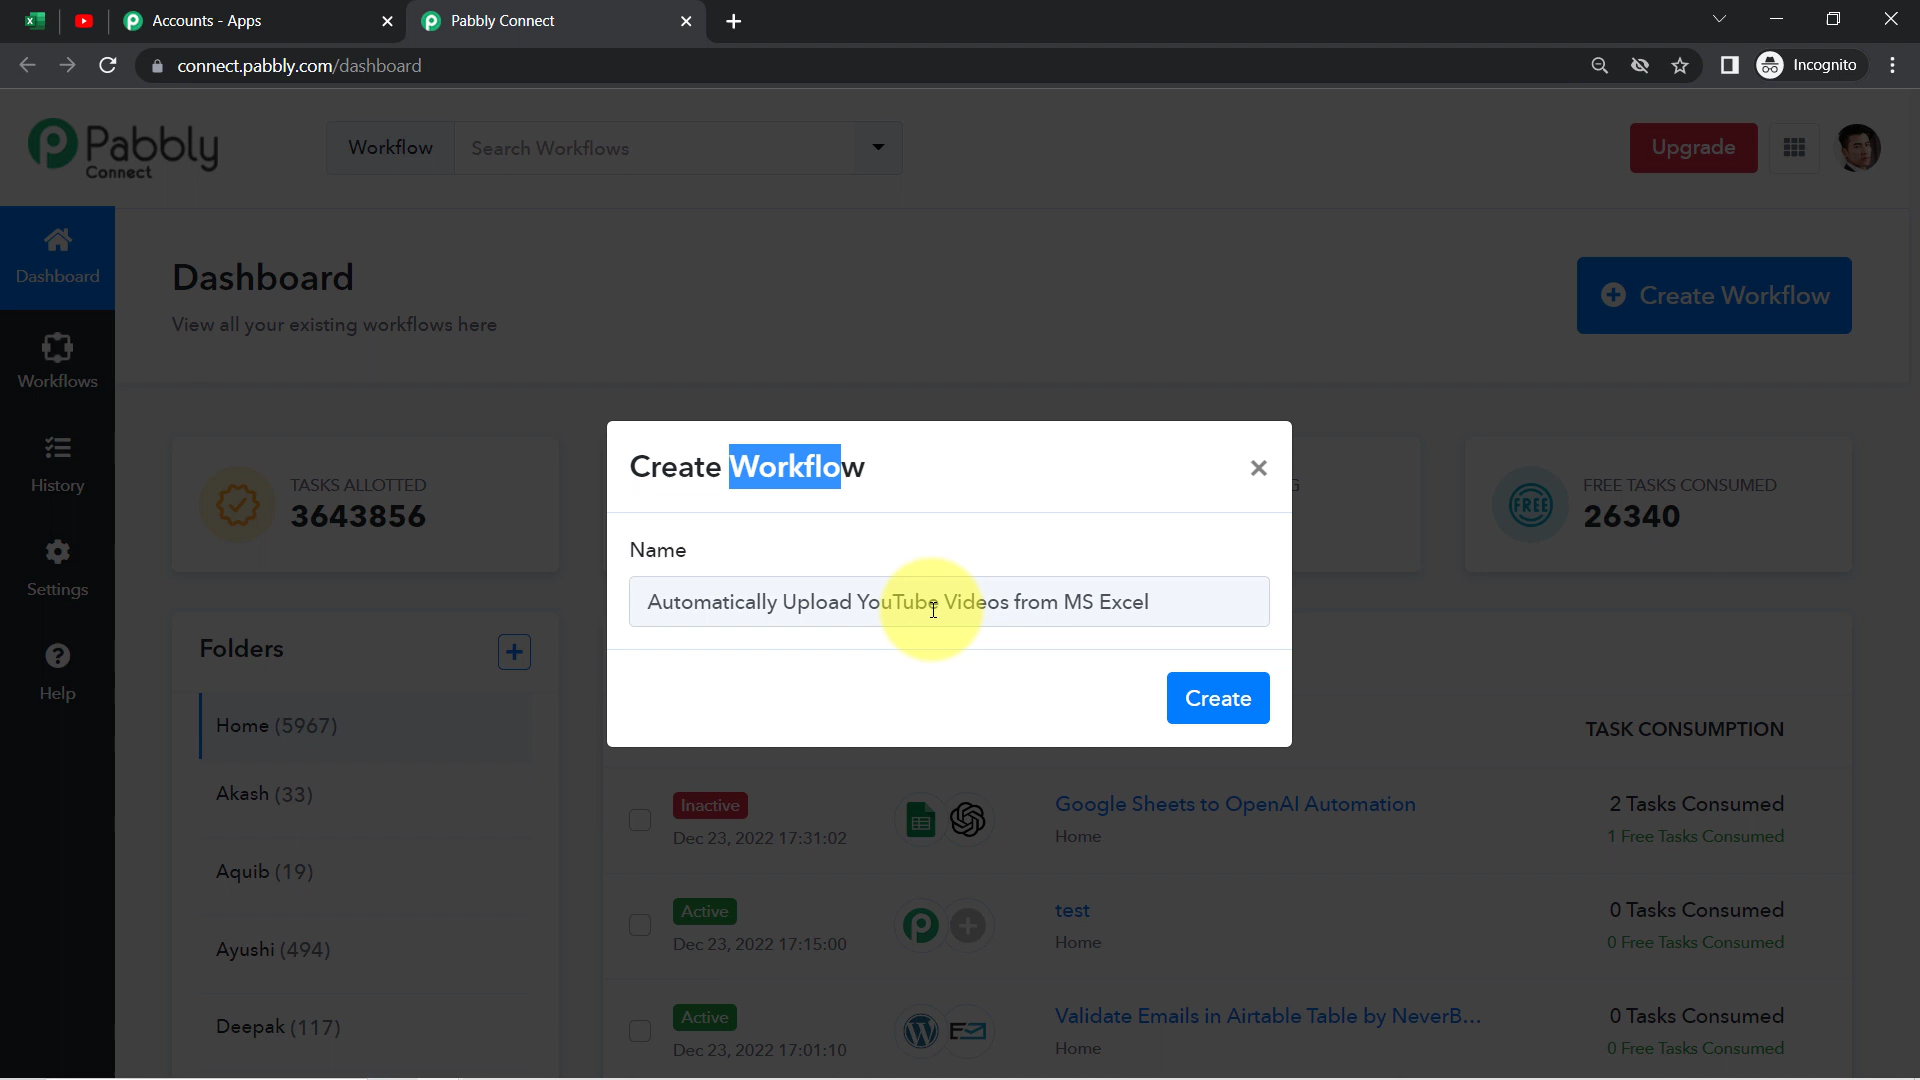 Accounts - Apps
Pabbly Connect
connect.pabbly.com/dashboard
Incognito
Pabbly
Connect
Workflow
Search Workflows
Upgrade
Dashboard
Workflows
History
Settings
Help
Dashboard
View all your existing workflows here
Create Workflow
TASKS ALLOTTED
3643856
G
FREE
FREE TASKS CONSUMED
26340
Create Workflow
Name
Automatically Upload YouTube Videos from MS Excel
Create
Folders
Home (5967)
Akash (33)
Aquib (19)
Ayushi (494)
Deepak (117)
TASK CONSUMPTION
Inactive
Dec 23, 2022 17:31:02
Google Sheets to OpenAI Automation
Home
2 Tasks Consumed
1 Free Tasks Consumed
Active
Dec 23, 2022 17:15:00
test
Home
0 Tasks Consumed
0 Free Tasks Consumed
Active
Dec 23, 2022 17:01:10
Validate Emails in Airtable Table by NeverB...
Home
0 Tasks Consumed
0 Free Tasks Consumed